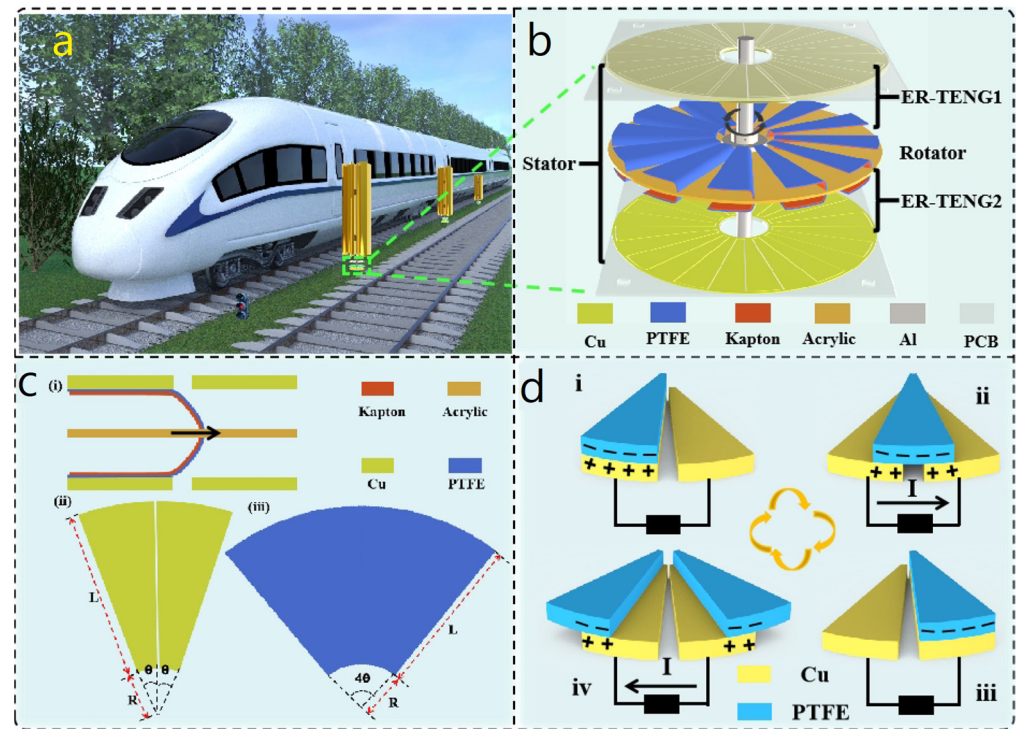 a
b
ER-TENG1
Stator
Rotator
ER-TENG2
Cu PTFE Kapton Acrylic Al PCB
c
(i)
Kapton Acrylic
Cu PTFE
(ii)
(iii)
L
θ θ
R
4θ
L
R
d
i
ii
I
I
iv
iii
Cu
PTFE